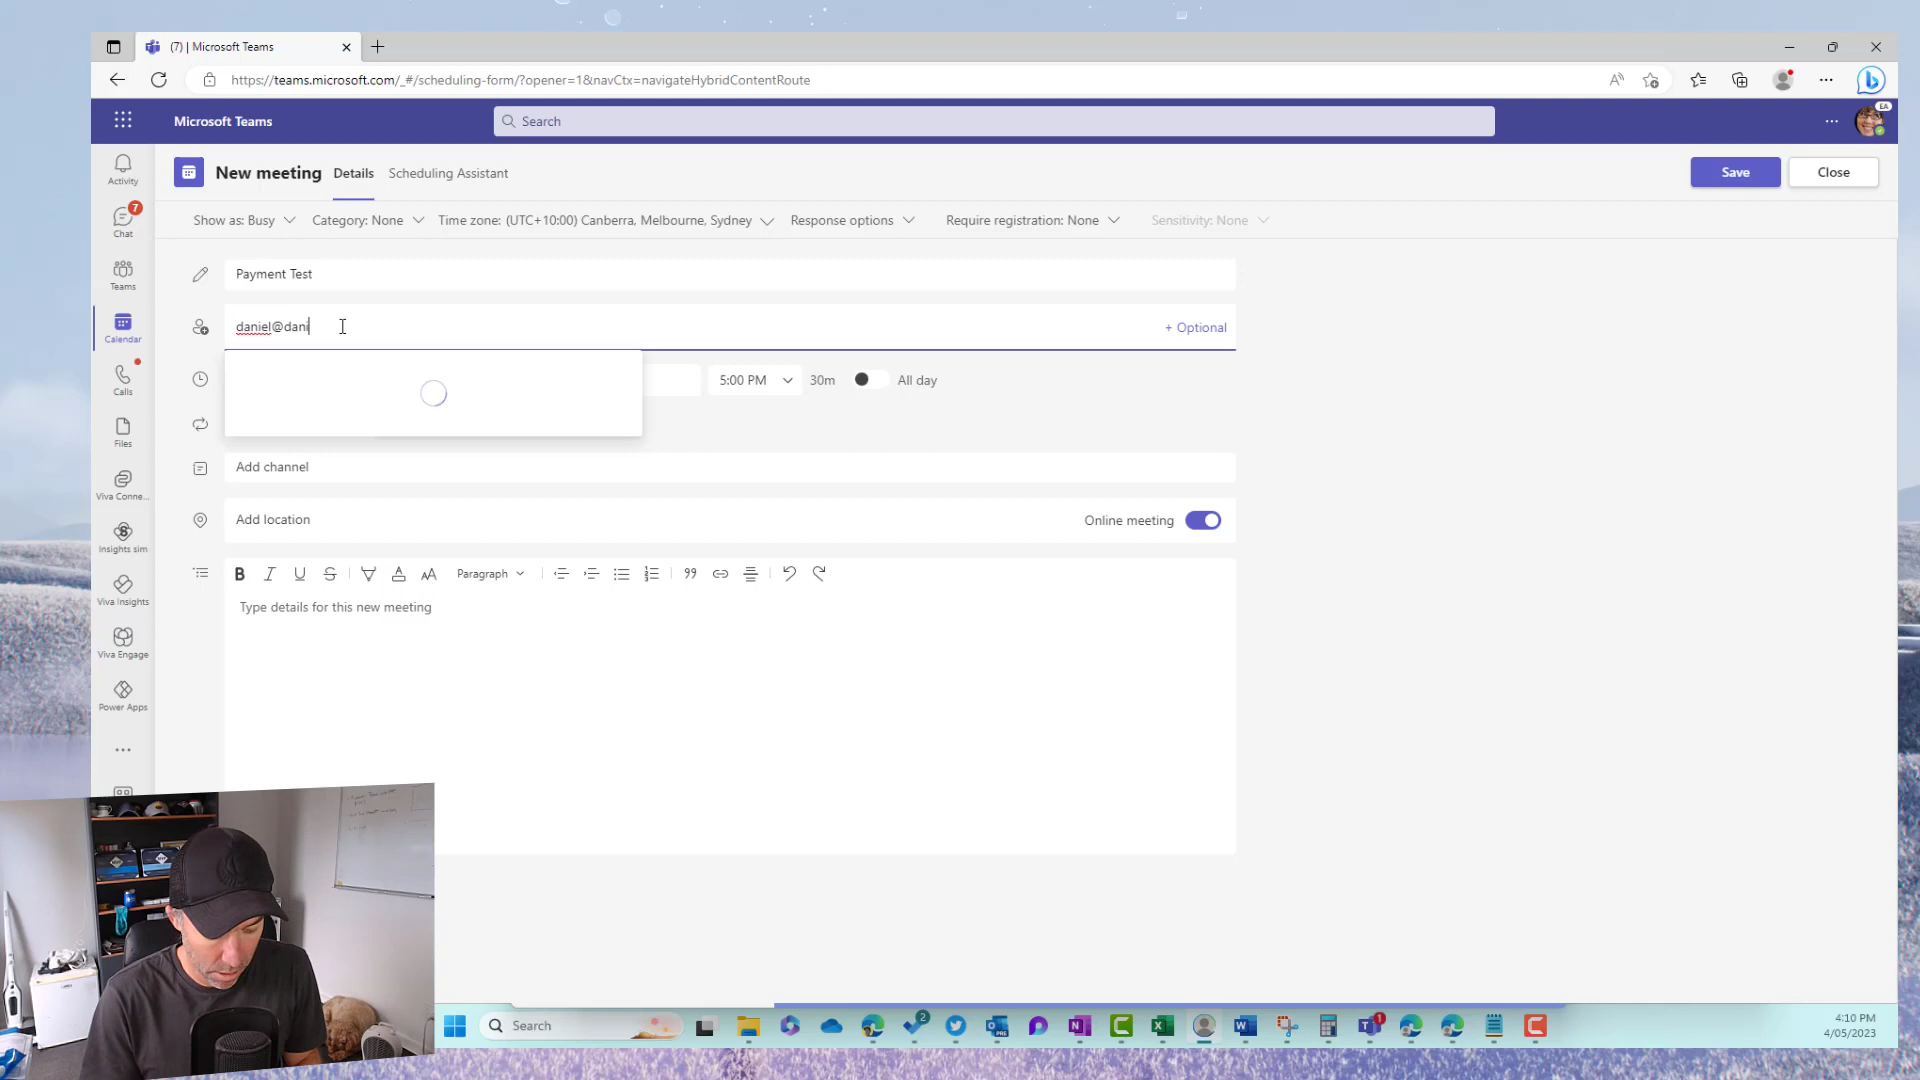 (7) | Microsoft Teams
https://teams.microsoft.com/_#/scheduling-form/?opener=1&navCtx=navigateHybridContentRoute
Microsoft Teams
Search
EA
New meeting
Details
Scheduling Assistant
Save
Close
Show as: Busy
Category: None
Time zone: (UTC+10:00) Canberra, Melbourne, Sydney
Response options
Require registration: None
Sensitivity: None
Activity
7
Chat
Teams
Calendar
Calls
Files
Viva Conne...
Insights sim
Viva Insights
Viva Engage
Power Apps
Payment Test
daniel@dani
+ Optional
5:00 PM
30m
All day
Add channel
Add location
Online meeting
Paragraph
Type details for this new meeting
Search
2
1
4:10 PM
4/05/2023